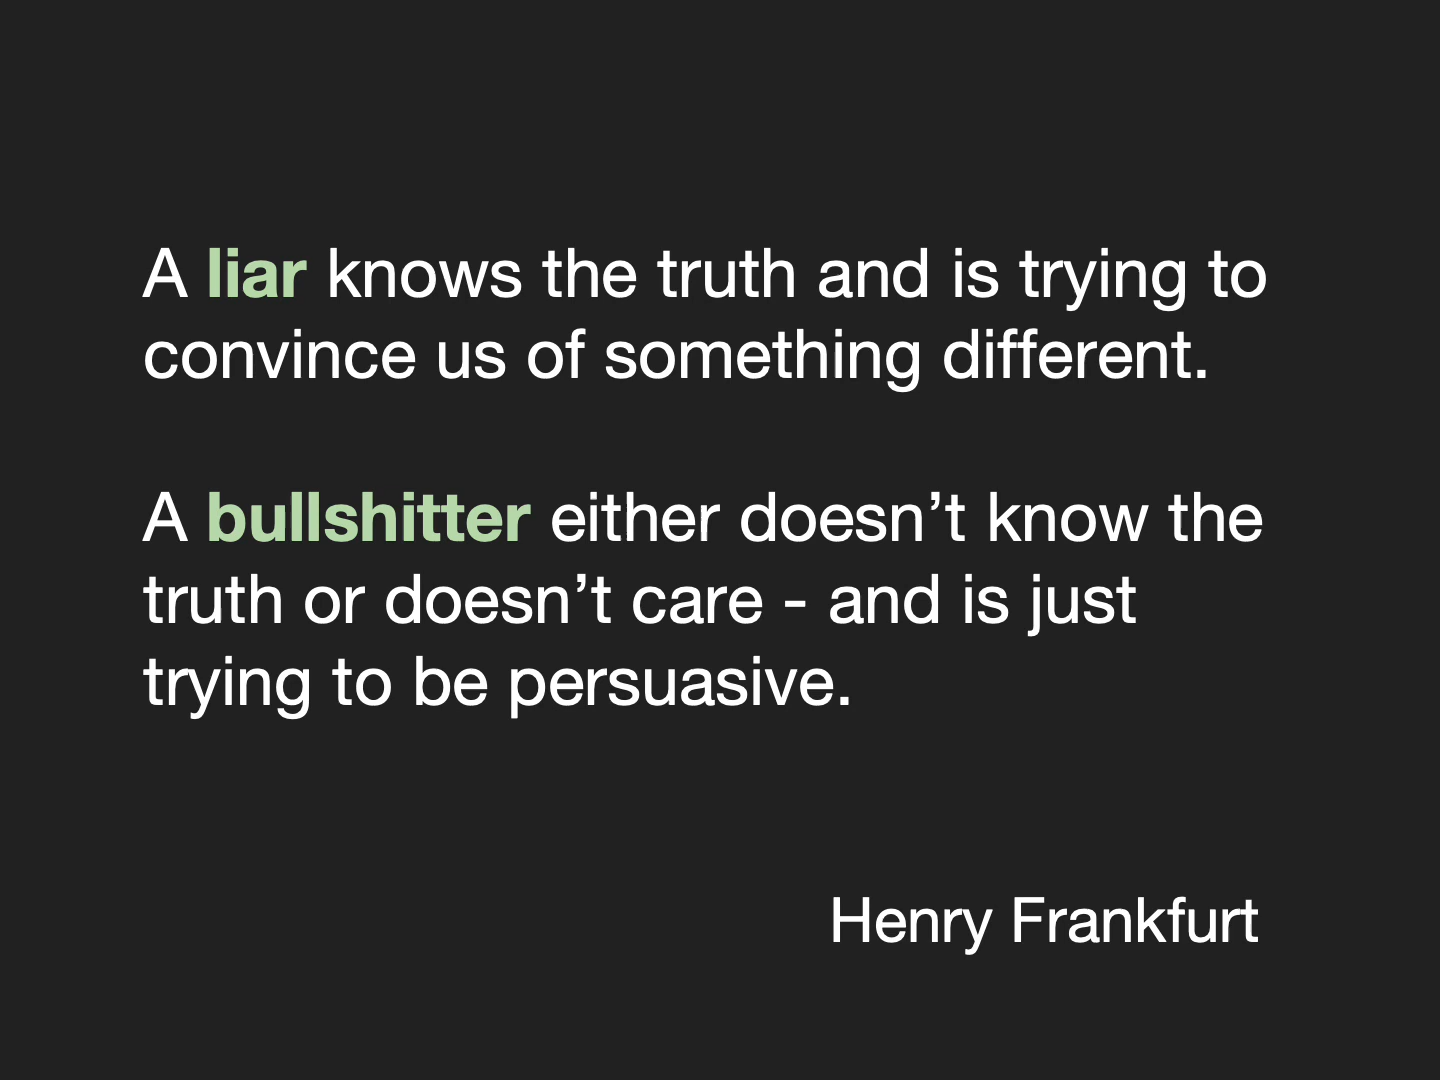 A liar knows the truth and is trying to
convince us of something different.
A bullshitter either doesn’t know the
truth or doesn’t care - and is just
trying to be persuasive.
Henry Frankfurt